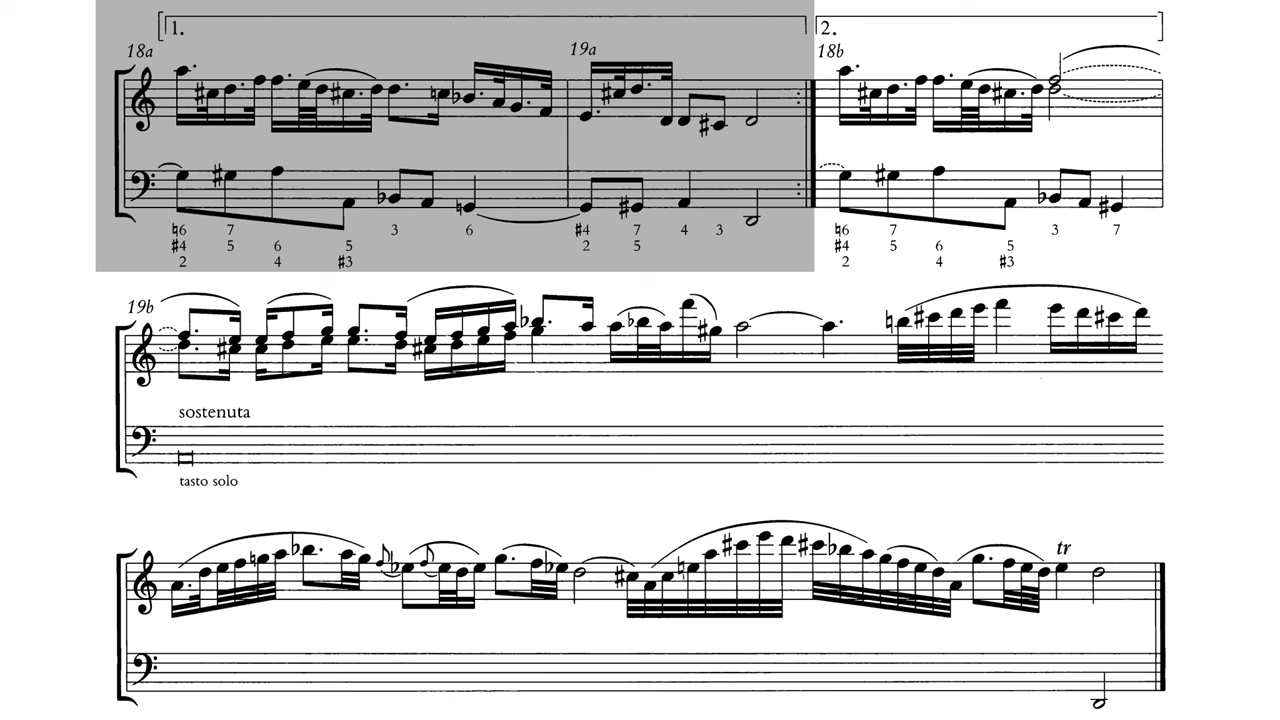 1. 2.
18a 19a 18b
♮6 7 3 6 ♯4 7 4 3 ♮6 7 3 7
♯4 5 6 5 2 5 ♯4 5 6 5
2 4 ♯3 2 4 ♯3
19b
sostenuta
tasto solo
tr